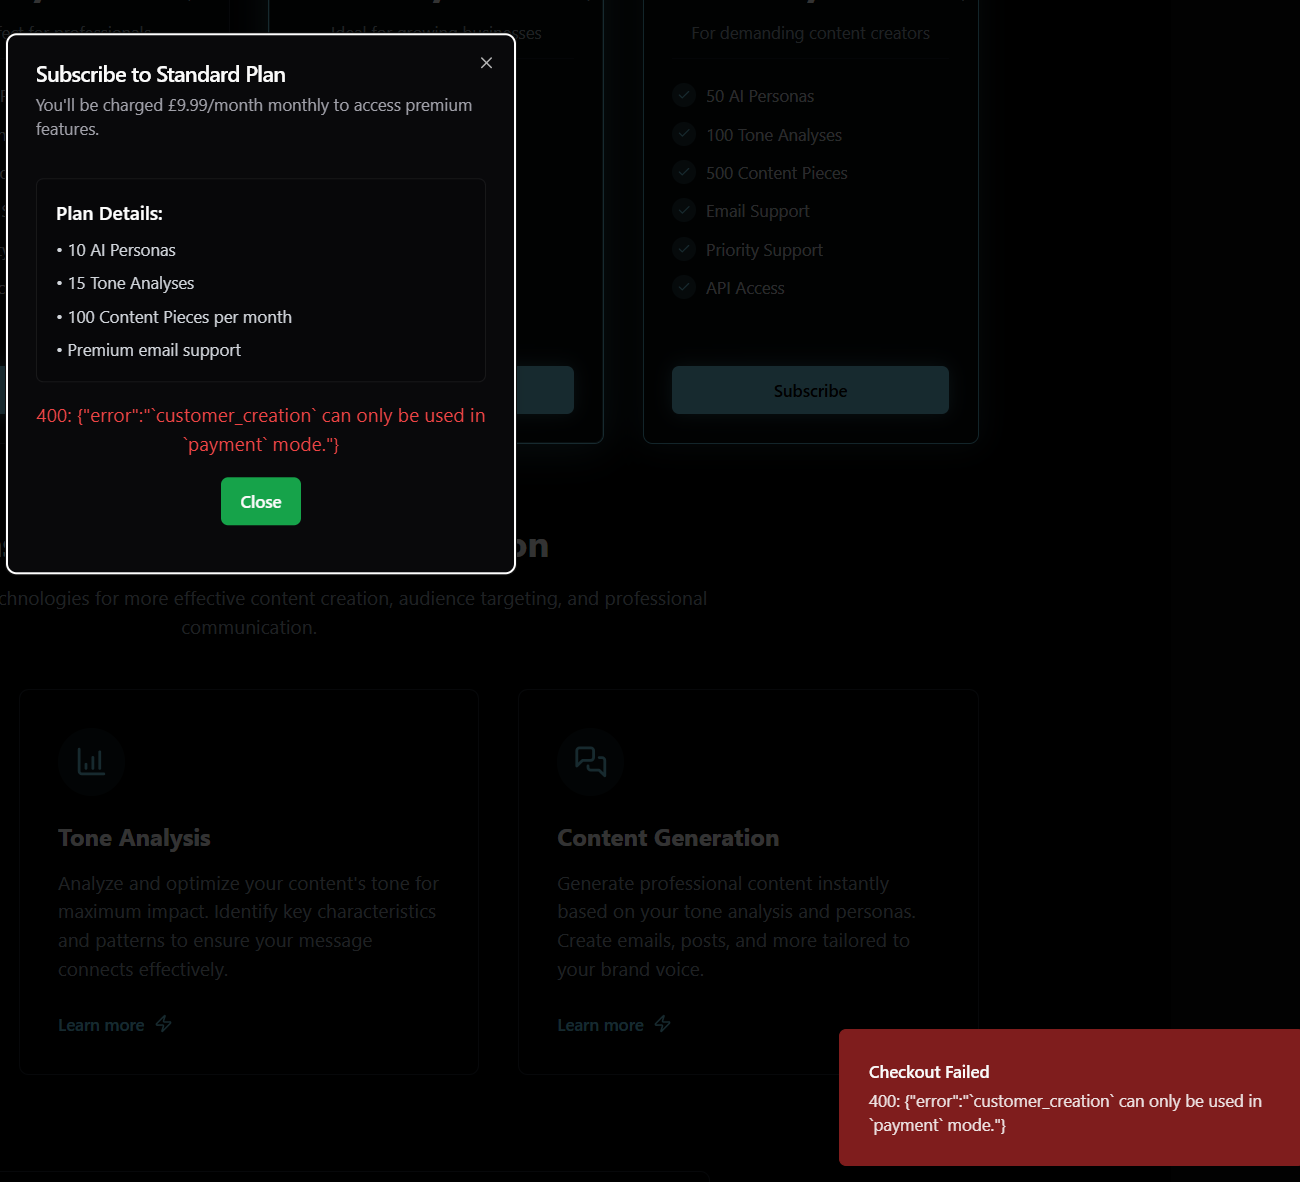 For demanding content creators
Subscribe to Standard Plan
You'll be charged £9.99/month monthly to access premium
features.
Plan Details:
• 10 AI Personas
• 15 Tone Analyses
• 100 Content Pieces per month
• Premium email support
400: {"error":"`customer_creation` can only be used in
`payment` mode."}
Close
50 AI Personas
100 Tone Analyses
500 Content Pieces
Email Support
Priority Support
API Access
Subscribe
on
chnologies for more effective content creation, audience targeting, and professional
communication.
Tone Analysis
Analyze and optimize your content's tone for
maximum impact. Identify key characteristics
and patterns to ensure your message
connects effectively.
Learn more
Content Generation
Generate professional content instantly
based on your tone analysis and personas.
Create emails, posts, and more tailored to
your brand voice.
Learn more
Checkout Failed
400: {"error":"`customer_creation` can only be used in
`payment` mode."}